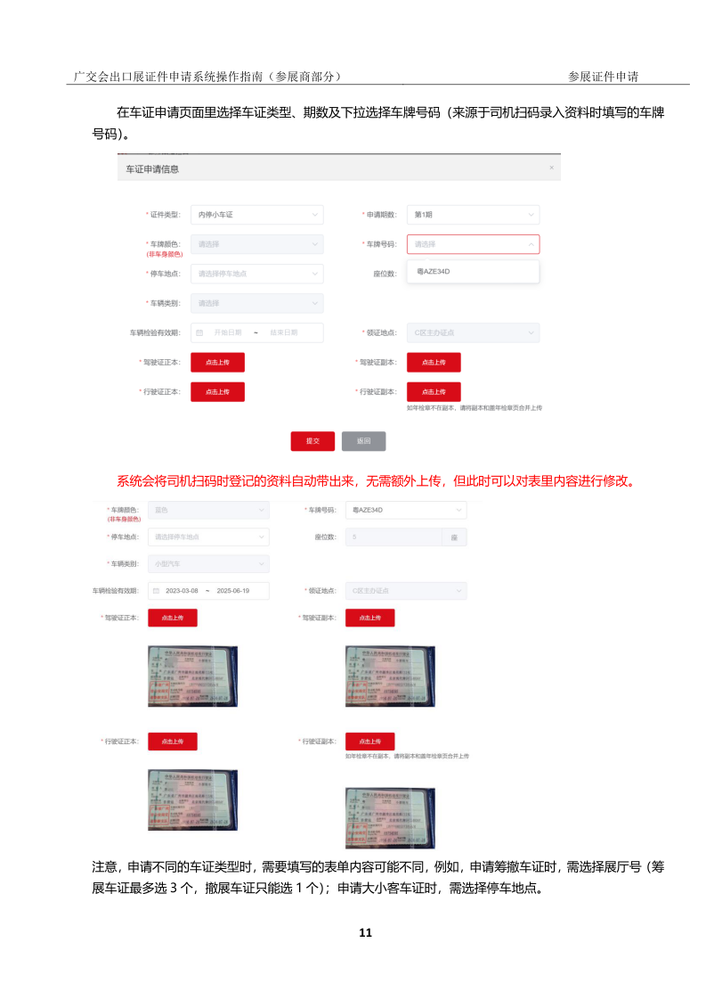 广交会出口展证件申请系统操作指南（参展商部分） 参展证件申请
在车证申请页面里选择车证类型、期数及下拉选择车牌号码（来源于司机扫码录入资料时填写的车牌
号码）。
车证申请信息 ×
* 证件类型： 内停小车证 * 申请期数： 第1期
* 车牌颜色： 请选择 * 车牌号码： 请选择
(非车身颜色)
* 停车地点： 请选择停车地点 座位数： 粤AZE34D
* 车辆类别： 请选择
车辆检验有效期： 开始日期 ~ 结束日期 * 领证地点： C区主办证点
* 驾驶证正本： 点击上传 * 驾驶证副本： 点击上传
* 行驶证正本： 点击上传 * 行驶证副本： 点击上传
如年检章不在副本，请将副本和盖年检章页合并上传
提交 返回
系统会将司机扫码时登记的资料自动带出来，无需额外上传，但此时可以对表里内容进行修改。
* 车牌颜色： 蓝色 * 车牌号码： 粤AZE34D
(非车身颜色)
* 停车地点： 请选择停车地点 座位数： 5 座
* 车辆类别： 小型汽车
车辆检验有效期： 2023-03-08 ~ 2025-06-19 * 领证地点： C区主办证点
* 驾驶证正本： 点击上传 * 驾驶证副本： 点击上传
* 行驶证正本： 点击上传 * 行驶证副本： 点击上传
如年检章不在副本，请将副本和盖年检章页合并上传
注意，申请不同的车证类型时，需要填写的表单内容可能不同，例如，申请筹撤车证时，需选择展厅号（筹
展车证最多选 3 个，撤展车证只能选 1 个）；申请大小客车证时，需选择停车地点。
11